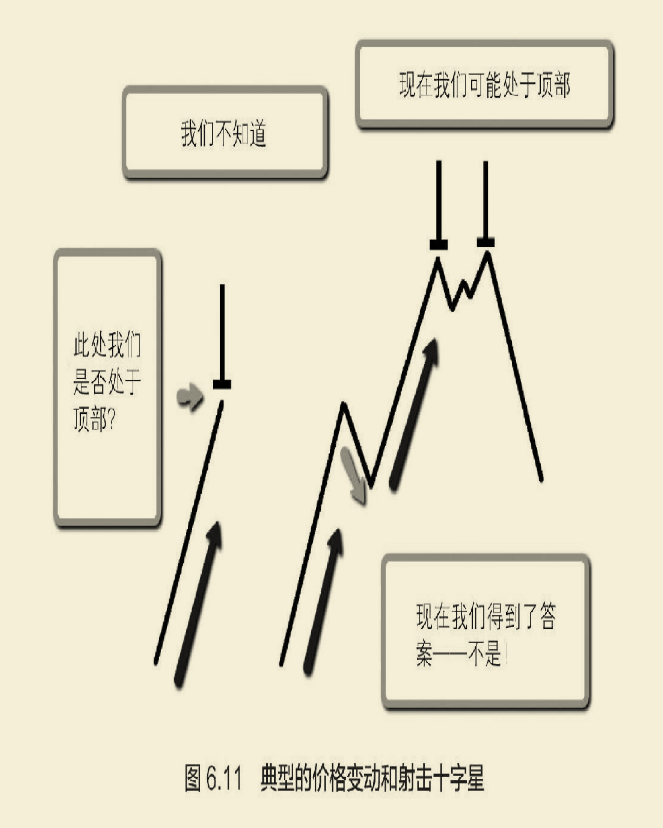 现在我们可能处于顶部
我们不知道
此处我们
是否处于
顶部？
现在我们得到了答
案——不是
图 6.11 典型的价格变动和射击十字星